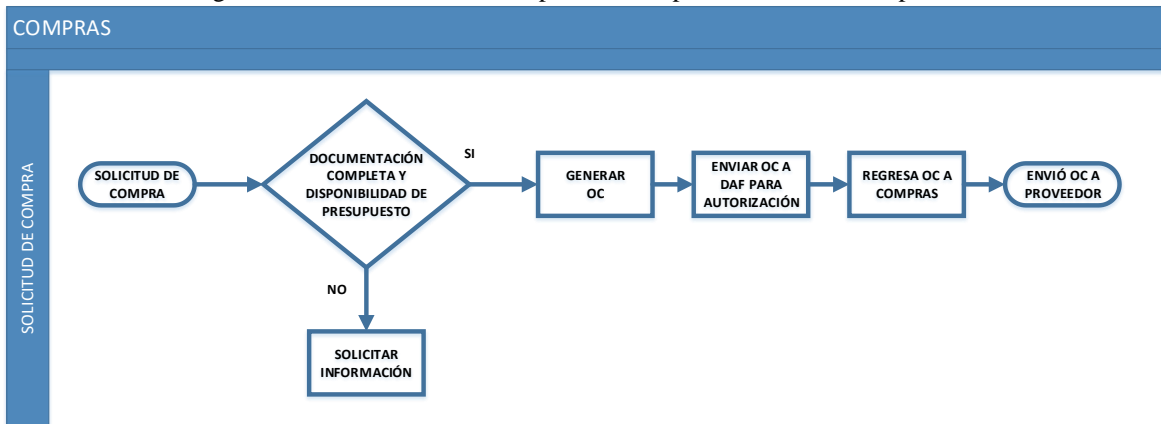 COMPRAS
SOLICITUD DE COMPRA
SOLICITUD DE
COMPRA
DOCUMENTACIÓN
COMPLETA Y
DISPONIBILIDAD DE
PRESUPUESTO
SI
GENERAR
OC
ENVIAR OC A
DAF PARA
AUTORIZACIÓN
REGRESA OC A
COMPRAS
ENVIÓ OC A
PROVEEDOR
NO
SOLICITAR
INFORMACIÓN